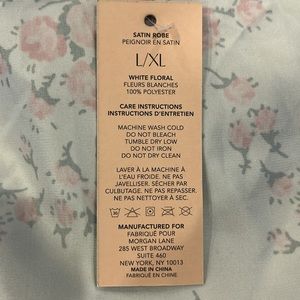 SATIN ROBE
PEIGNOIR EN SATIN
L/XL
WHITE FLORAL
FLEURS BLANCHES
100% POLYESTER
CARE INSTRUCTIONS
INSTRUCTIONS D'ENTRETIEN
MACHINE WASH COLD
DO NOT BLEACH
TUMBLE DRY LOW
DO NOT IRON
DO NOT DRY CLEAN
LAVER À LA MACHINE À
L'EAU FROIDE. NE PAS
JAVELLISER. SÉCHER PAR
CULBUTAGE. NE PAS REPASSER.
NE PAS NETTOYER À SEC.
MANUFACTURED FOR
FABRIQUÉ POUR
MORGAN LANE
285 WEST BROADWAY
SUITE 460
NEW YORK, NY 10013
MADE IN CHINA
FABRIQUÉ EN CHINE